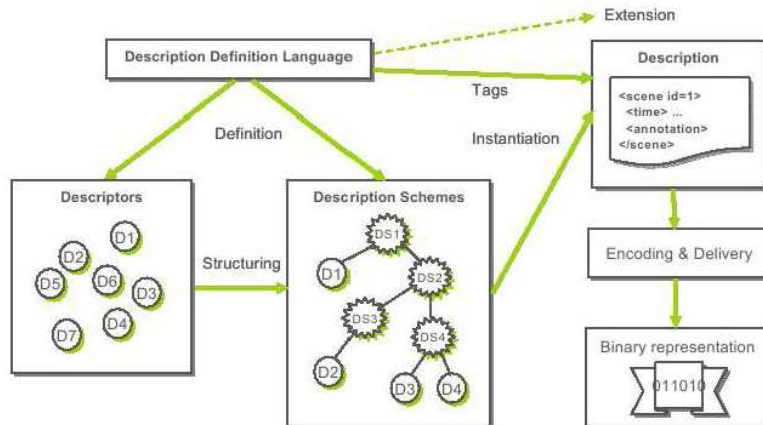 Extension
Description Definition Language
Description
Tags
<scene id=1>
<time> ...
<annotation>
</scene>
Definition
Instantiation
Descriptors
Description Schemes
D1
D2
D5
D6
D3
D4
D7
Structuring
DS1
D1
DS2
DS3
DS4
D2
D3
D4
Encoding & Delivery
Binary representation
011010